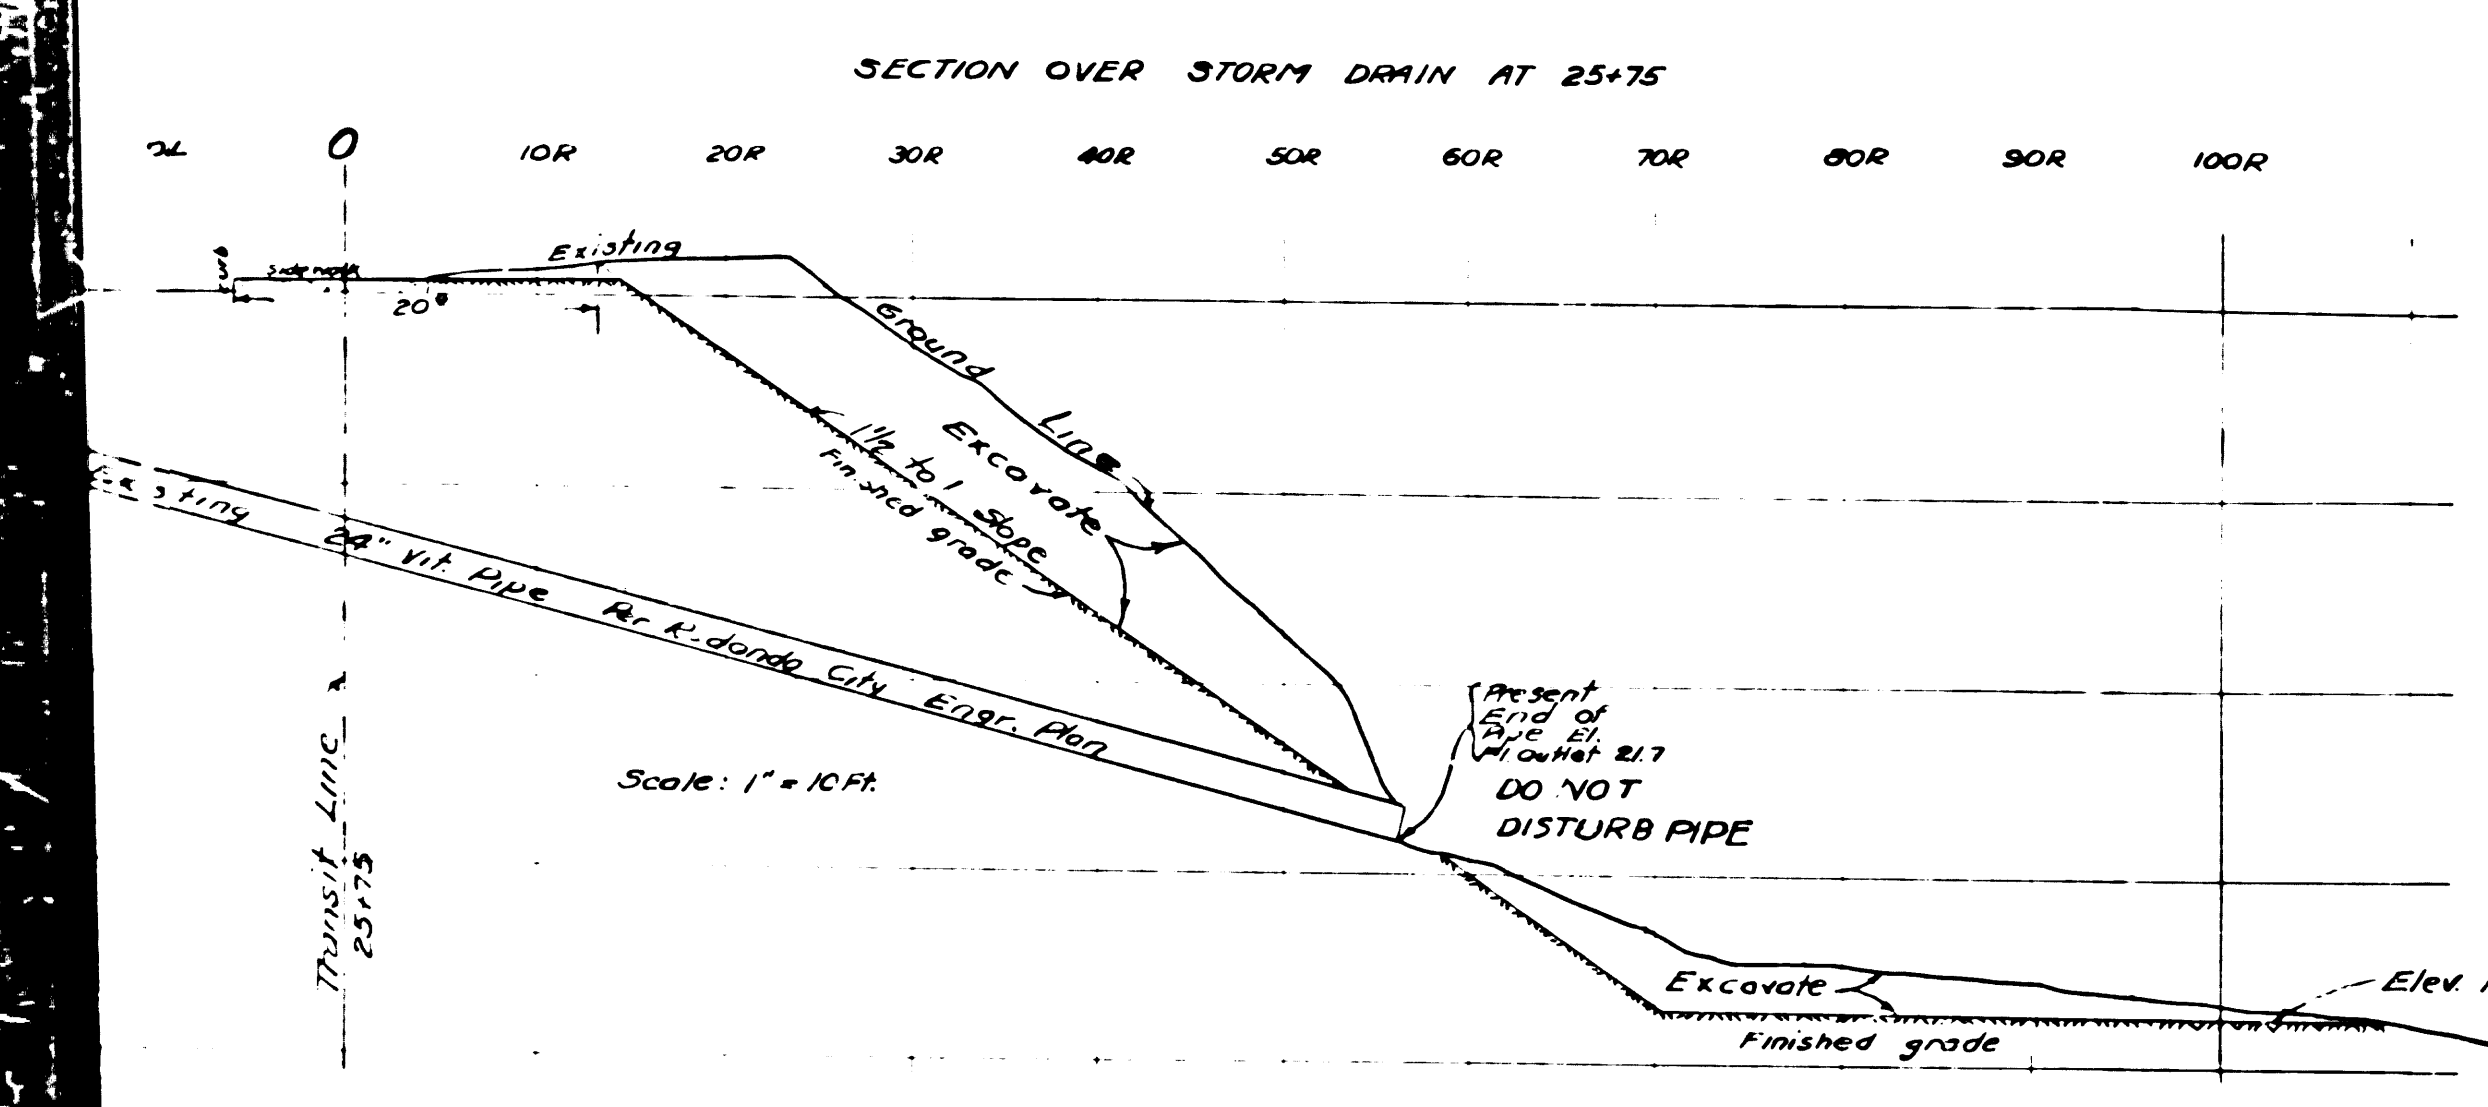 SECTION OVER STORM DRAIN AT 25+75
0 10R 20R 30R 40R 50R 60R 70R 80R 90R 100R
Existing
sidewalk
20'
Ground Line
Excavate
1½ to 1 slope
Finished grade
Existing 24" Vit. Pipe Per Redondo City Engr. Plan
Present
End of
Pipe El.
outlet 21.7
DO NOT
DISTURB PIPE
Scale: 1" = 10 Ft.
Transit Line
25+75
Excavate
Elev.
Finished grade